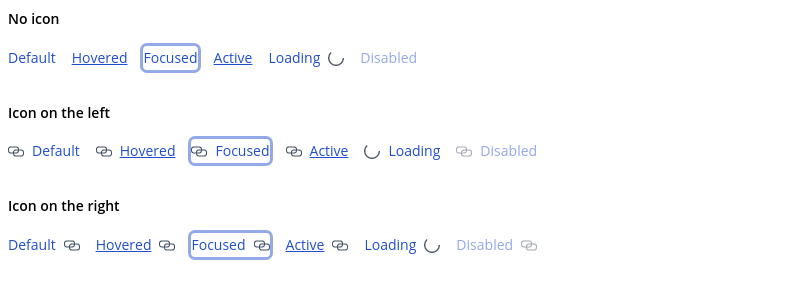 No icon
Default Hovered Focused Active Loading Disabled
Icon on the left
Default Hovered Focused Active Loading Disabled
Icon on the right
Default Hovered Focused Active Loading Disabled